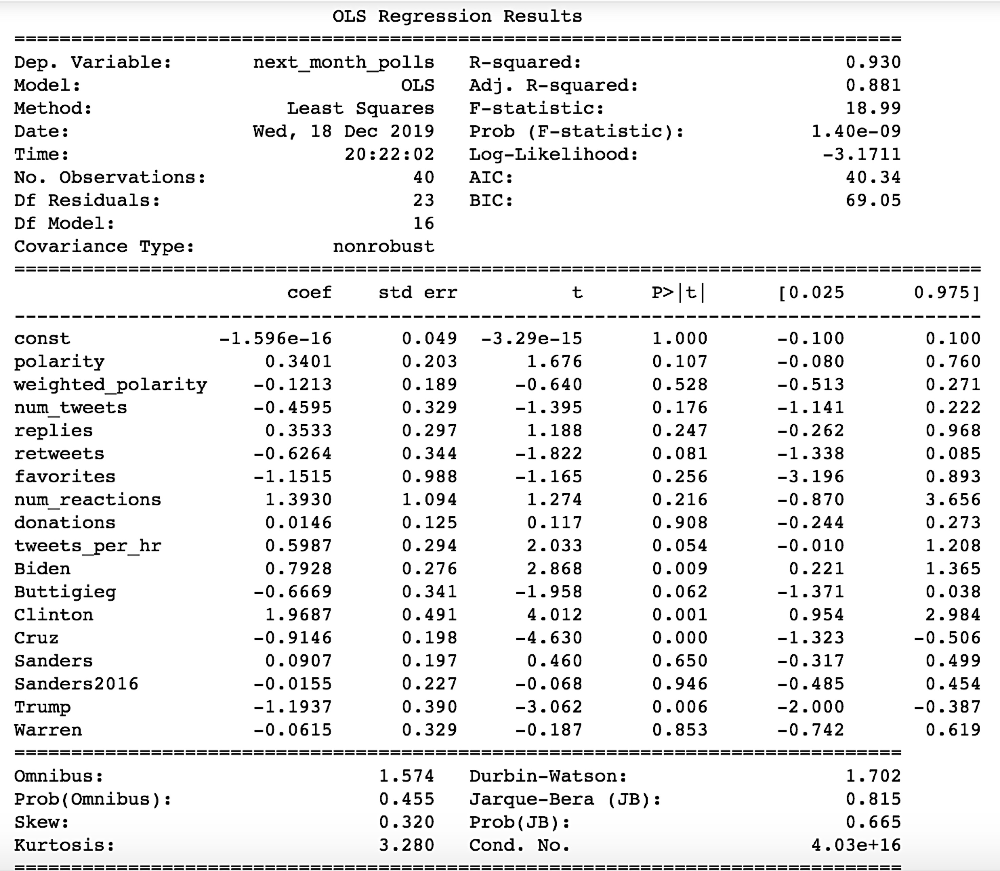 OLS Regression Results
==============================================================================
Dep. Variable: next_month_polls R-squared: 0.930
Model: OLS Adj. R-squared: 0.881
Method: Least Squares F-statistic: 18.99
Date: Wed, 18 Dec 2019 Prob (F-statistic): 1.40e-09
Time: 20:22:02 Log-Likelihood: -3.1711
No. Observations: 40 AIC: 40.34
Df Residuals: 23 BIC: 69.05
Df Model: 16
Covariance Type: nonrobust
=====================================================================================
coef std err t P>|t| [0.025 0.975]
-------------------------------------------------------------------------------------
const -1.596e-16 0.049 -3.29e-15 1.000 -0.100 0.100
polarity 0.3401 0.203 1.676 0.107 -0.080 0.760
weighted_polarity -0.1213 0.189 -0.640 0.528 -0.513 0.271
num_tweets -0.4595 0.329 -1.395 0.176 -1.141 0.222
replies 0.3533 0.297 1.188 0.247 -0.262 0.968
retweets -0.6264 0.344 -1.822 0.081 -1.338 0.085
favorites -1.1515 0.988 -1.165 0.256 -3.196 0.893
num_reactions 1.3930 1.094 1.274 0.216 -0.870 3.656
donations 0.0146 0.125 0.117 0.908 -0.244 0.273
tweets_per_hr 0.5987 0.294 2.033 0.054 -0.010 1.208
Biden 0.7928 0.276 2.868 0.009 0.221 1.365
Buttigieg -0.6669 0.341 -1.958 0.062 -1.371 0.038
Clinton 1.9687 0.491 4.012 0.001 0.954 2.984
Cruz -0.9146 0.198 -4.630 0.000 -1.323 -0.506
Sanders 0.0907 0.197 0.460 0.650 -0.317 0.499
Sanders2016 -0.0155 0.227 -0.068 0.946 -0.485 0.454
Trump -1.1937 0.390 -3.062 0.006 -2.000 -0.387
Warren -0.0615 0.329 -0.187 0.853 -0.742 0.619
==============================================================================
Omnibus: 1.574 Durbin-Watson: 1.702
Prob(Omnibus): 0.455 Jarque-Bera (JB): 0.815
Skew: 0.320 Prob(JB): 0.665
Kurtosis: 3.280 Cond. No. 4.03e+16
==============================================================================